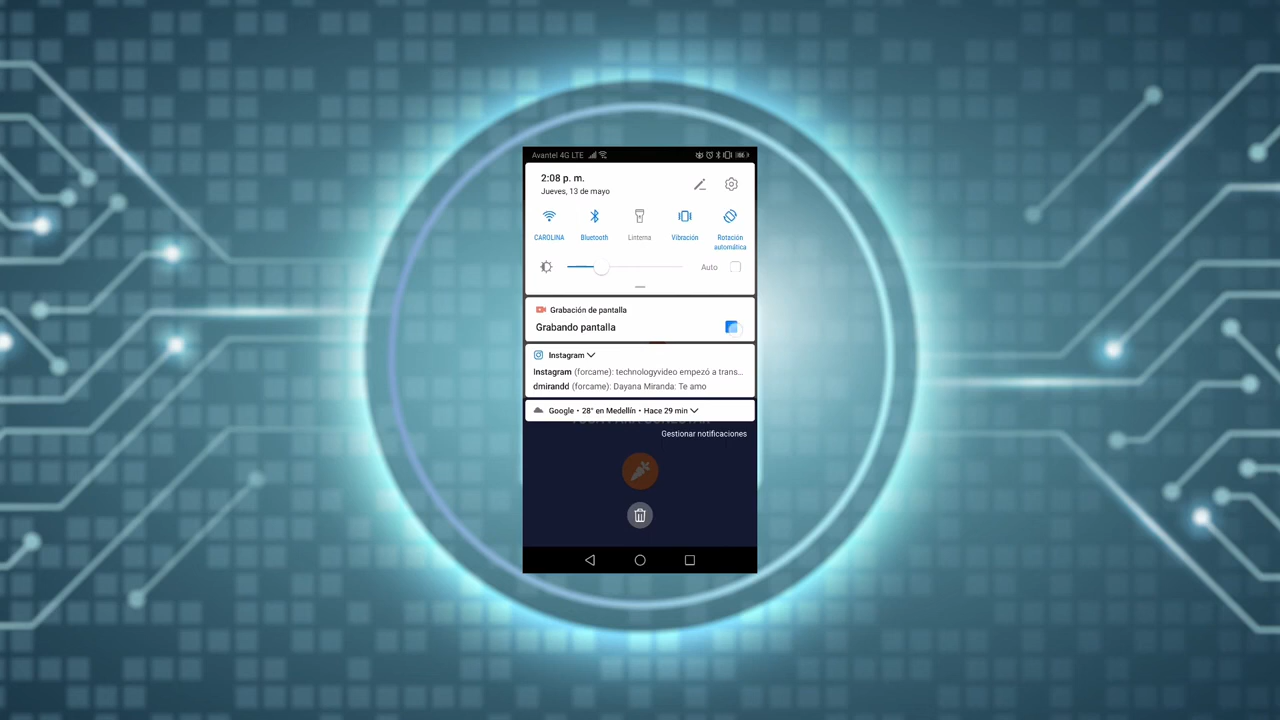 Avantel 4G LTE
2:08 p. m.
Jueves, 13 de mayo
CAROLINA
Bluetooth
Linterna
Vibración
Rotación
automática
Auto
Grabación de pantalla
Grabando pantalla
Instagram
Instagram (forcame): technologyvideo empezó a trans...
dmirandd (forcame): Dayana Miranda: Te amo
Google • 28° en Medellín • Hace 29 min
Gestionar notificaciones